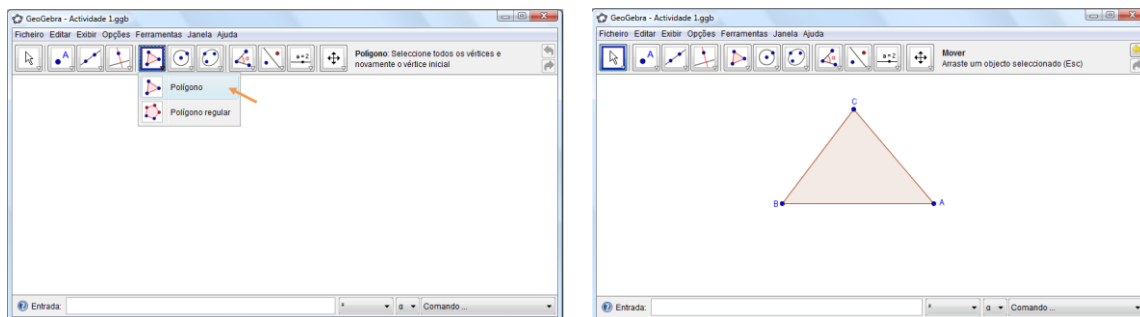 GeoGebra - Actividade 1.ggb
Ficheiro Editar Exibir Opções Ferramentas Janela Ajuda
A
α
a=2
Polígono: Seleccione todos os vértices e
novamente o vértice inicial
Polígono
Polígono regular
Entrada:
α
Comando ...
GeoGebra - Actividade 1.ggb
Ficheiro Editar Exibir Opções Ferramentas Janela Ajuda
A
α
a=2
Mover
Arraste um objecto seleccionado (Esc)
C
B
A
Entrada:
α
Comando ...